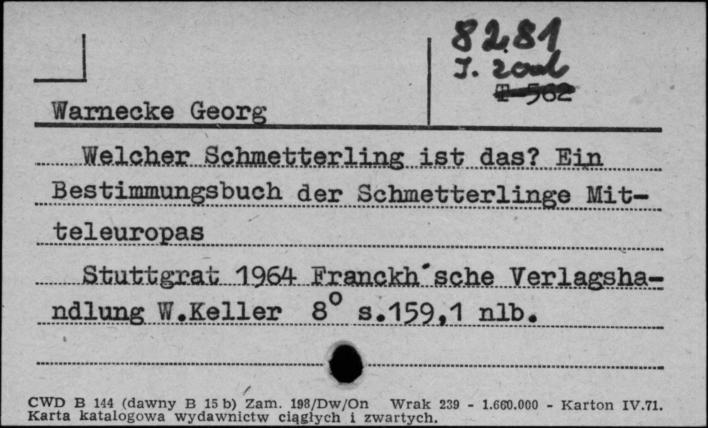 8281
I. zool
T-562
Warnecke Georg
Welcher Schmetterling ist das? Ein
Bestimmungsbuch der Schmetterlinge Mit-
teleuropas
Stuttgrat 1964 Franckh´sche Verlagsha-
ndlung W.Keller 8° s.159,1 nlb.
CWD B 144 (dawny B 15 b) Zam. 198/Dw/On Wrak 239 - 1.660.000 - Karton IV.71.
Karta katalogowa wydawnictw ciągłych i zwartych.